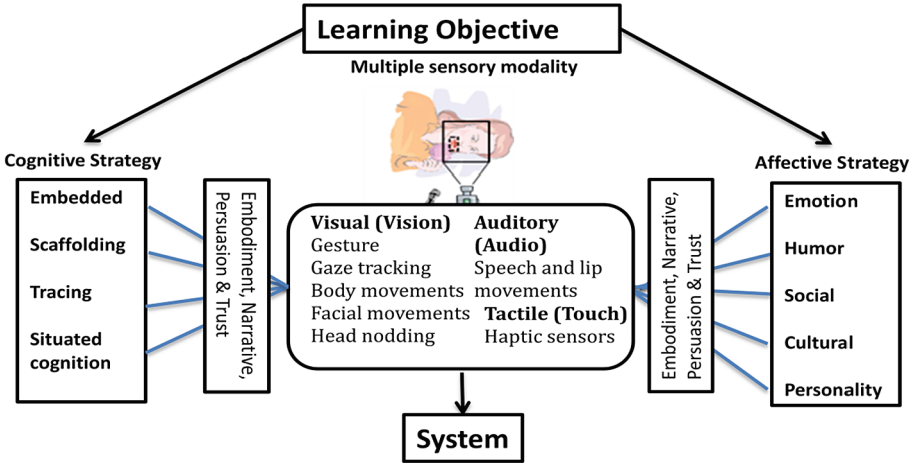 Learning Objective
Multiple sensory modality
Cognitive Strategy
Embedded
Scaffolding
Tracing
Situated
cognition
Embodiment, Narrative,
Persuasion & Trust
Visual (Vision)
Gesture
Gaze tracking
Body movements
Facial movements
Head nodding
Auditory
(Audio)
Speech and lip
movements
Tactile (Touch)
Haptic sensors
Embodiment, Narrative,
Persuasion & Trust
Affective Strategy
Emotion
Humor
Social
Cultural
Personality
System